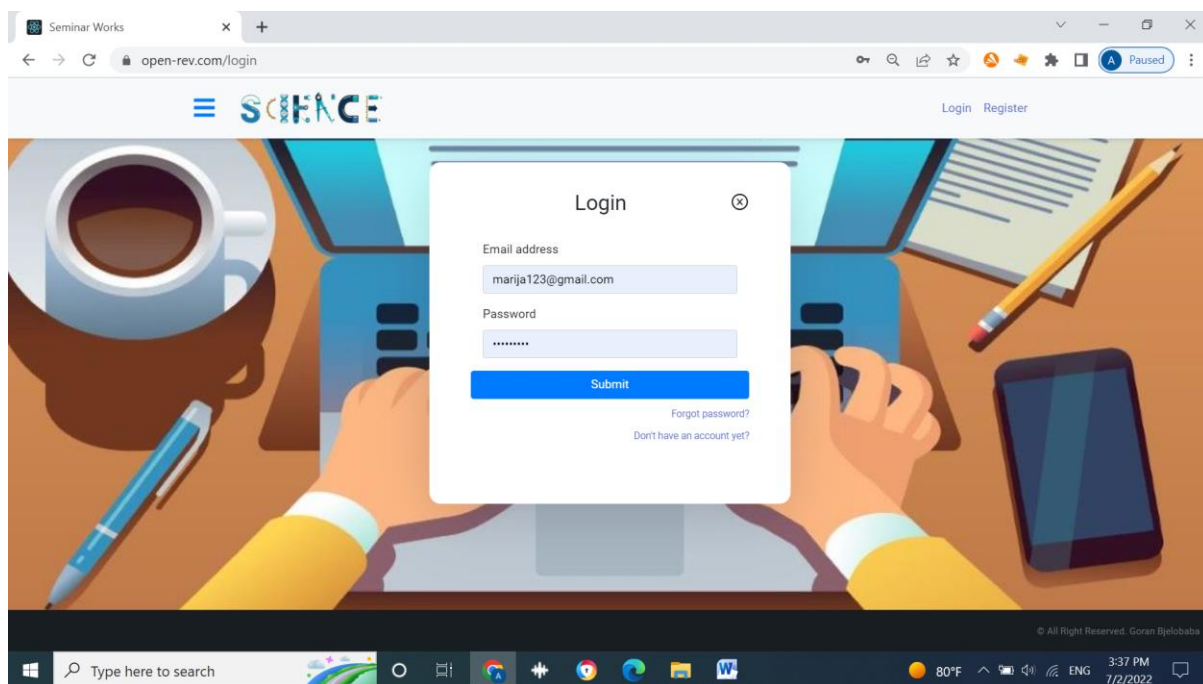 Seminar Works
open-rev.com/login
A Paused
SCIENCE
Login Register
Login
Email address
marija123@gmail.com
Password
Submit
Forgot password?
Don't have an account yet?
© All Right Reserved. Goran Bjelobaba
Type here to search
W
80°F ENG 3:37 PM
7/2/2022